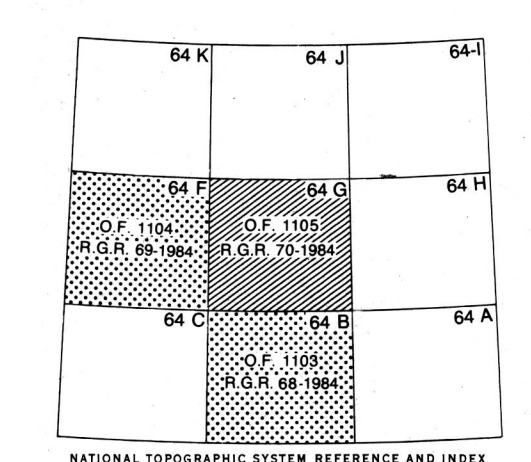 64 K
64 J
64-I
64 F
64 G
64 H
O.F. 1104
R.G.R. 69-1984
O.F. 1105
R.G.R. 70-1984
64 C
64 B
64 A
O.F. 1103
R.G.R. 68-1984
NATIONAL TOPOGRAPHIC SYSTEM REFERENCE AND INDEX